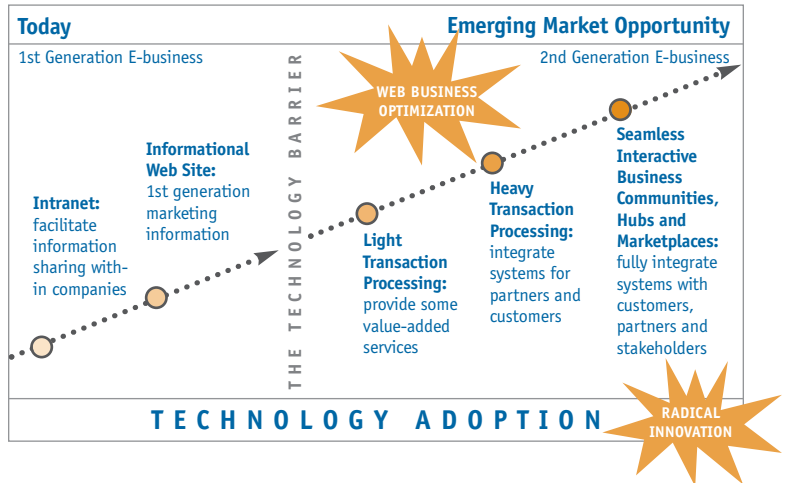 Today
Emerging Market Opportunity
1st Generation E-business
2nd Generation E-business
WEB BUSINESS
OPTIMIZATION
THE TECHNOLOGY BARRIER
Intranet:
facilitate
information
sharing with-
in companies
Informational
Web Site:
1st generation
marketing
information
Light
Transaction
Processing:
provide some
value-added
services
Heavy
Transaction
Processing:
integrate
systems for
partners and
customers
Seamless
Interactive
Business
Communities,
Hubs and
Marketplaces:
fully integrate
systems with
customers,
partners and
stakeholders
TECHNOLOGY ADOPTION
RADICAL
INNOVATION